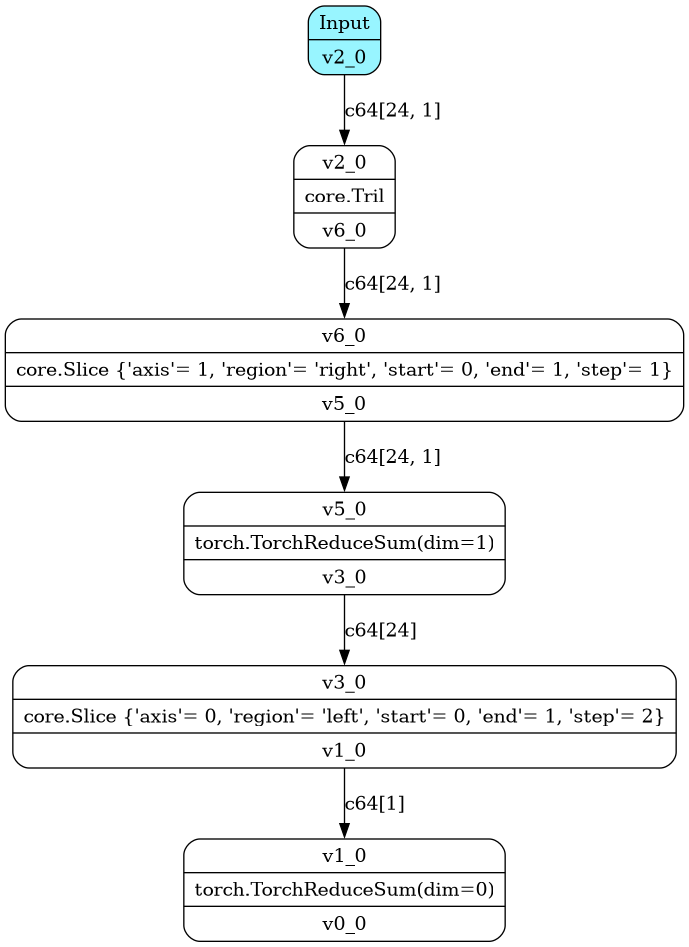 Input
v2_0
c64[24, 1]
v2_0
core.Tril
v6_0
c64[24, 1]
v6_0
core.Slice {'axis'= 1, 'region'= 'right', 'start'= 0, 'end'= 1, 'step'= 1}
v5_0
c64[24, 1]
v5_0
torch.TorchReduceSum(dim=1)
v3_0
c64[24]
v3_0
core.Slice {'axis'= 0, 'region'= 'left', 'start'= 0, 'end'= 1, 'step'= 2}
v1_0
c64[1]
v1_0
torch.TorchReduceSum(dim=0)
v0_0